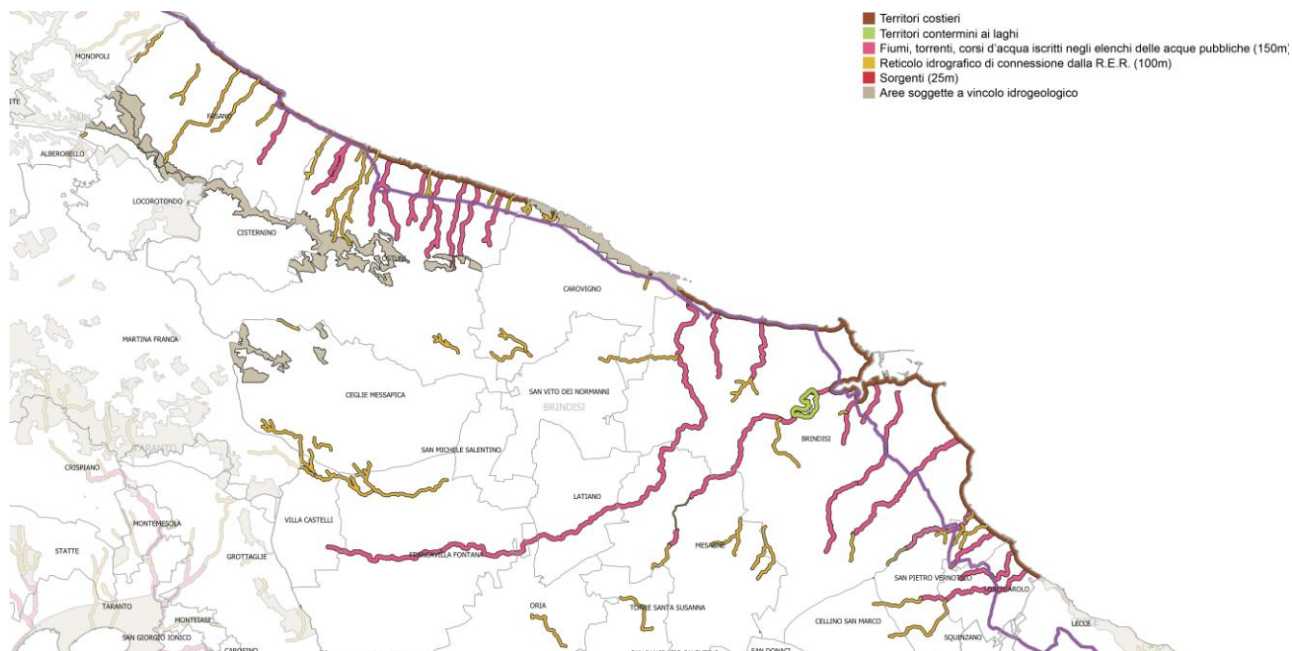 Territori costieri
Territori contermini ai laghi
Fiumi, torrenti, corsi d'acqua iscritti negli elenchi delle acque pubbliche (150m)
Reticolo idrografico di connessione dalla R.E.R. (100m)
Sorgenti (25m)
Aree soggette a vincolo idrogeologico
MONOPOLI
BARI
FASANO
ALBEROBELLO
LOCOROTONDO
CISTERNINO
OSTUNI
CAROVIGNO
MARTINA FRANCA
CEGLIE MESSAPICA
SAN VITO DEI NORMANNI
BRINDISI
BRINDISI
TARANTO
SAN MICHELE SALENTINO
CRISPIANO
LATIANO
VILLA CASTELLI
MONTEMESOLA
STATTE
GROTTAGLIE
FRANCAVILLA FONTANA
MESAGNE
SAN PIETRO VERNOTICO
TORCHIAROLO
TARANTO
ORIA
TORRE SANTA SUSANNA
MONTEIASI
CELLINO SAN MARCO
LECCE
SAN GIORGIO IONICO
SQUINZANO
CAROSINO
SAN DONACI